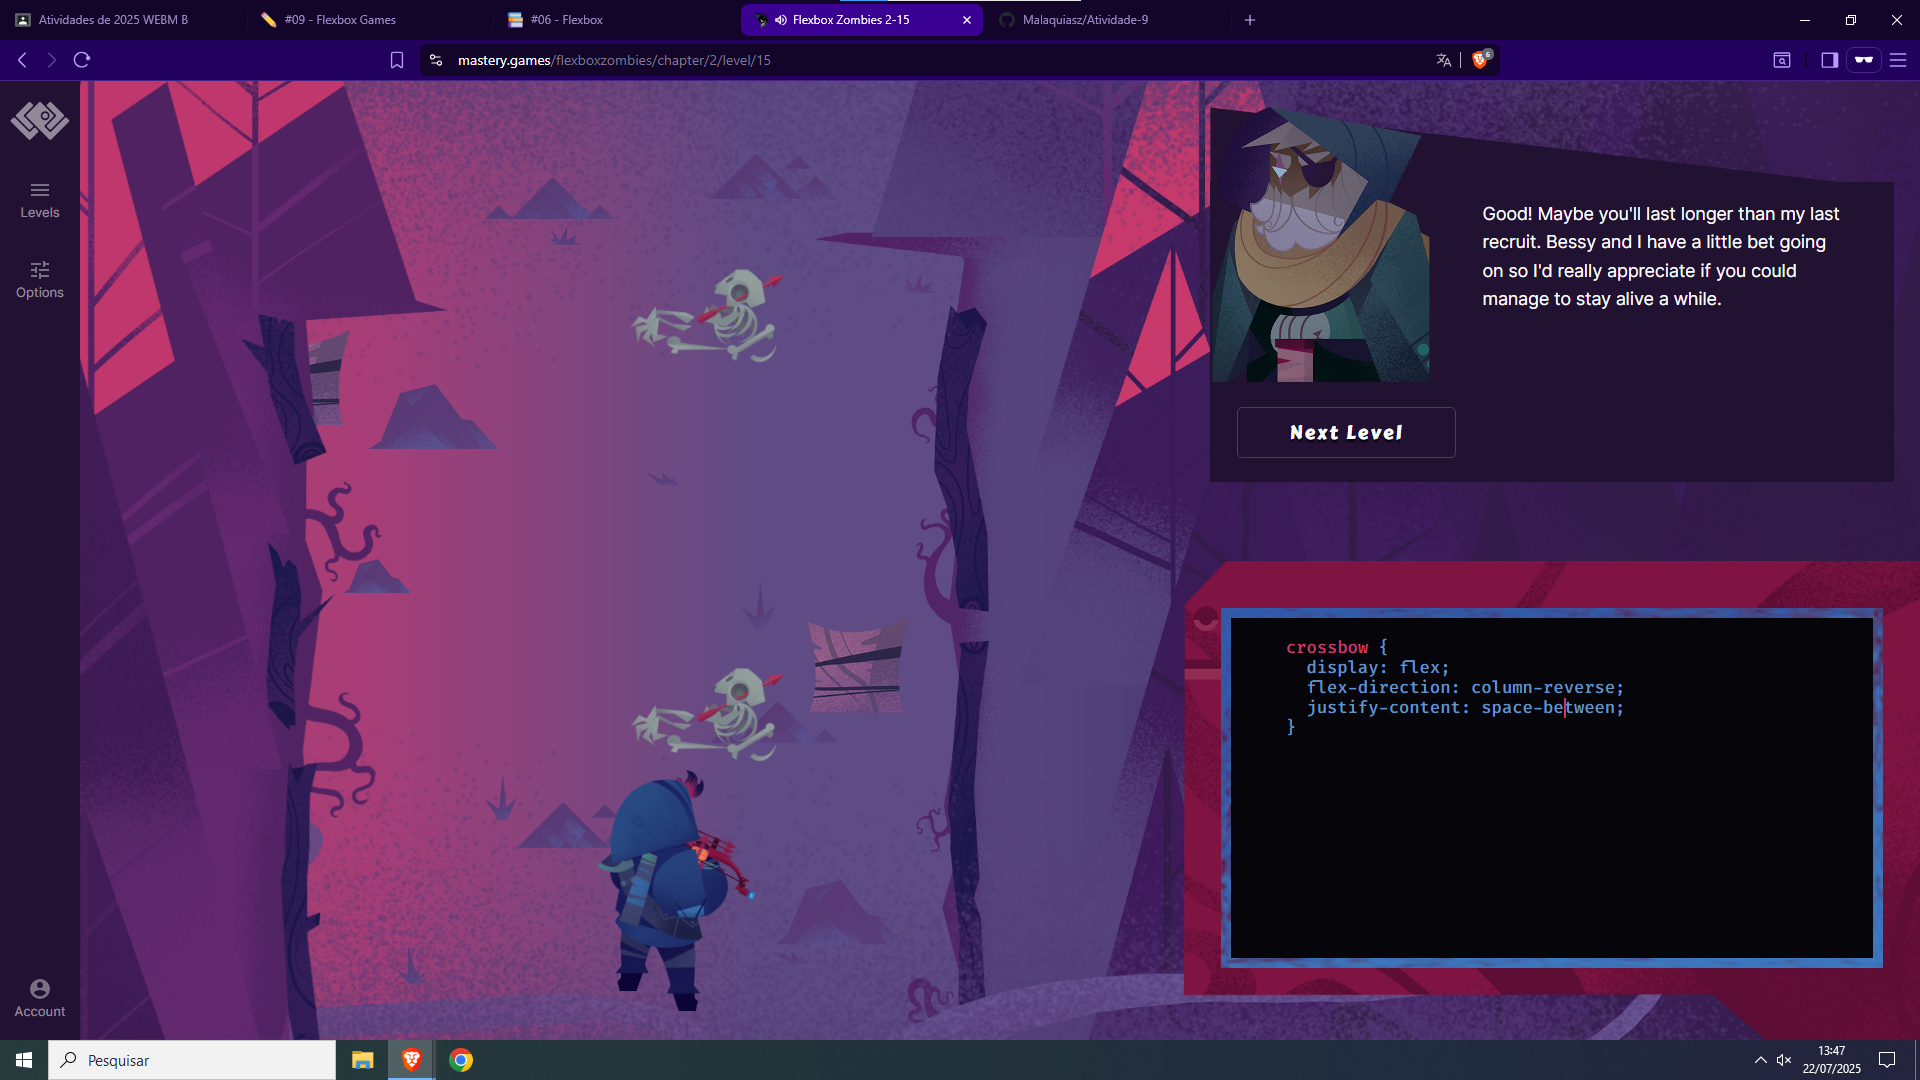 Atividades de 2025 WEBM B
#09 - Flexbox Games
#06 - Flexbox
Flexbox Zombies 2-15
Malaquiasz/Atividade-9
mastery.games/flexboxzombies/chapter/2/level/15
6
Levels
Options
Good! Maybe you'll last longer than my last
recruit. Bessy and I have a little bet going
on so I'd really appreciate if you could
manage to stay alive a while.
Next Level
crossbow {
display: flex;
flex-direction: column-reverse;
justify-content: space-between;
}
Account
Pesquisar
13:47
22/07/2025